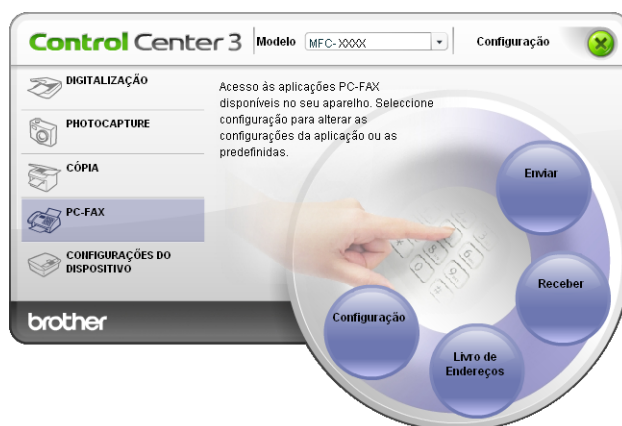 Control Center 3 Modelo MFC-XXXX Configuração
DIGITALIZAÇÃO
PHOTOCAPTURE
CÓPIA
PC-FAX
CONFIGURAÇÕES DO
DISPOSITIVO
brother
Acesso às aplicações PC-FAX
disponíveis no seu aparelho. Seleccione
configuração para alterar as
configurações da aplicação ou as
predefinidas.
Enviar
Receber
Livro de
Endereços
Configuração